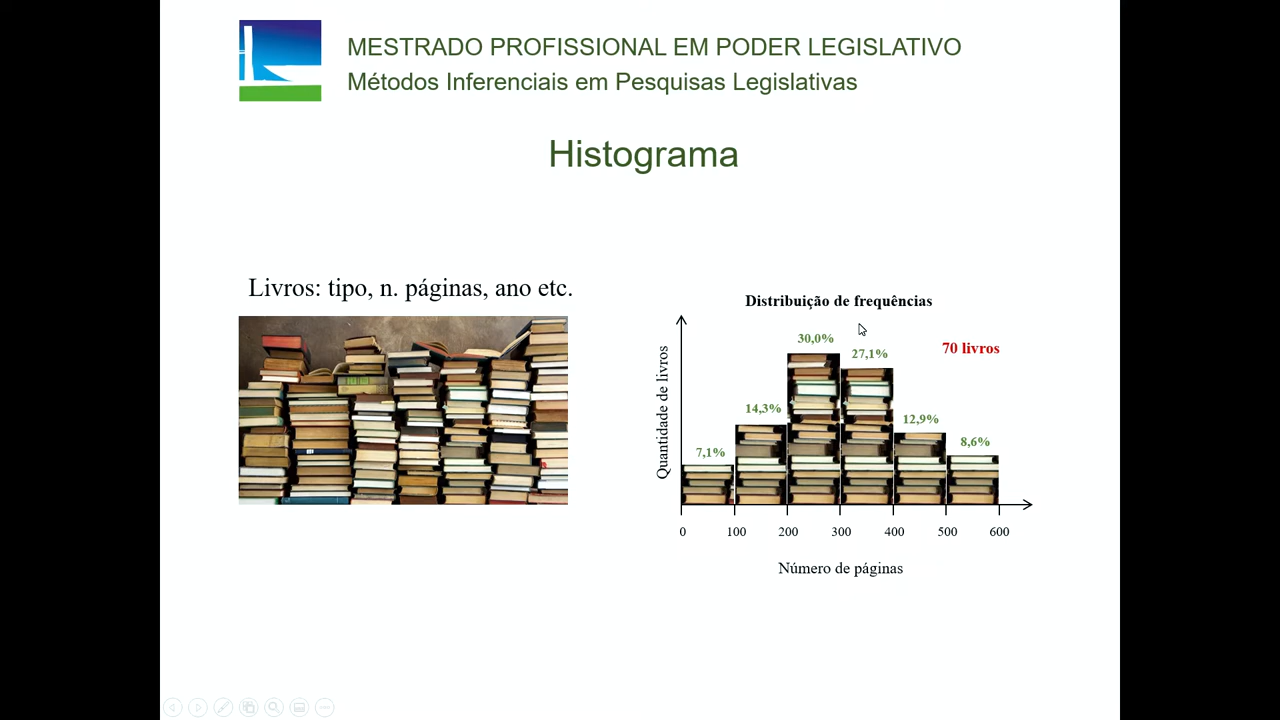 MESTRADO PROFISSIONAL EM PODER LEGISLATIVO
Métodos Inferenciais em Pesquisas Legislativas
Histograma
Livros: tipo, n. páginas, ano etc.
Distribuição de frequências
70 livros
Quantidade de livros
7,1%
14,3%
30,0%
27,1%
12,9%
8,6%
0 100 200 300 400 500 600
Número de páginas